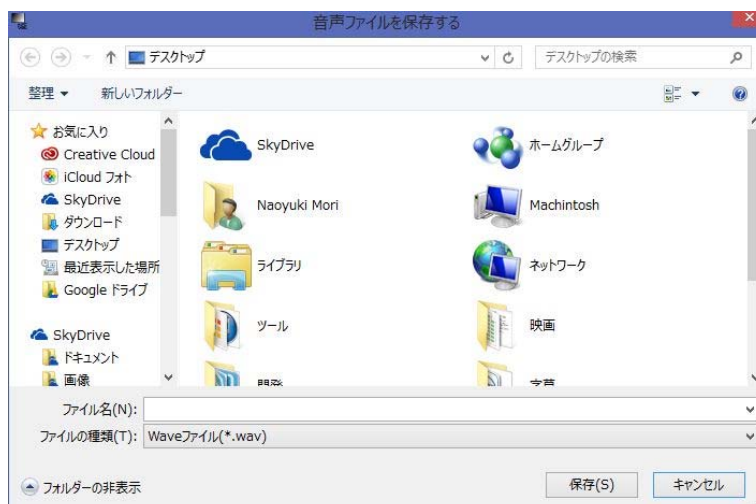 音声ファイルを保存する
デスクトップ
デスクトップの検索
整理
新しいフォルダー
お気に入り
Creative Cloud
iCloud フォト
SkyDrive
ダウンロード
デスクトップ
最近表示した場所
Google ドライブ
SkyDrive
ドキュメント
画像
SkyDrive
ホームグループ
Naoyuki Mori
Machintosh
ライブラリ
ネットワーク
ツール
映画
開発
字幕
ファイル名(N):
ファイルの種類(T): Waveファイル(*.wav)
フォルダーの非表示
保存(S)
キャンセル